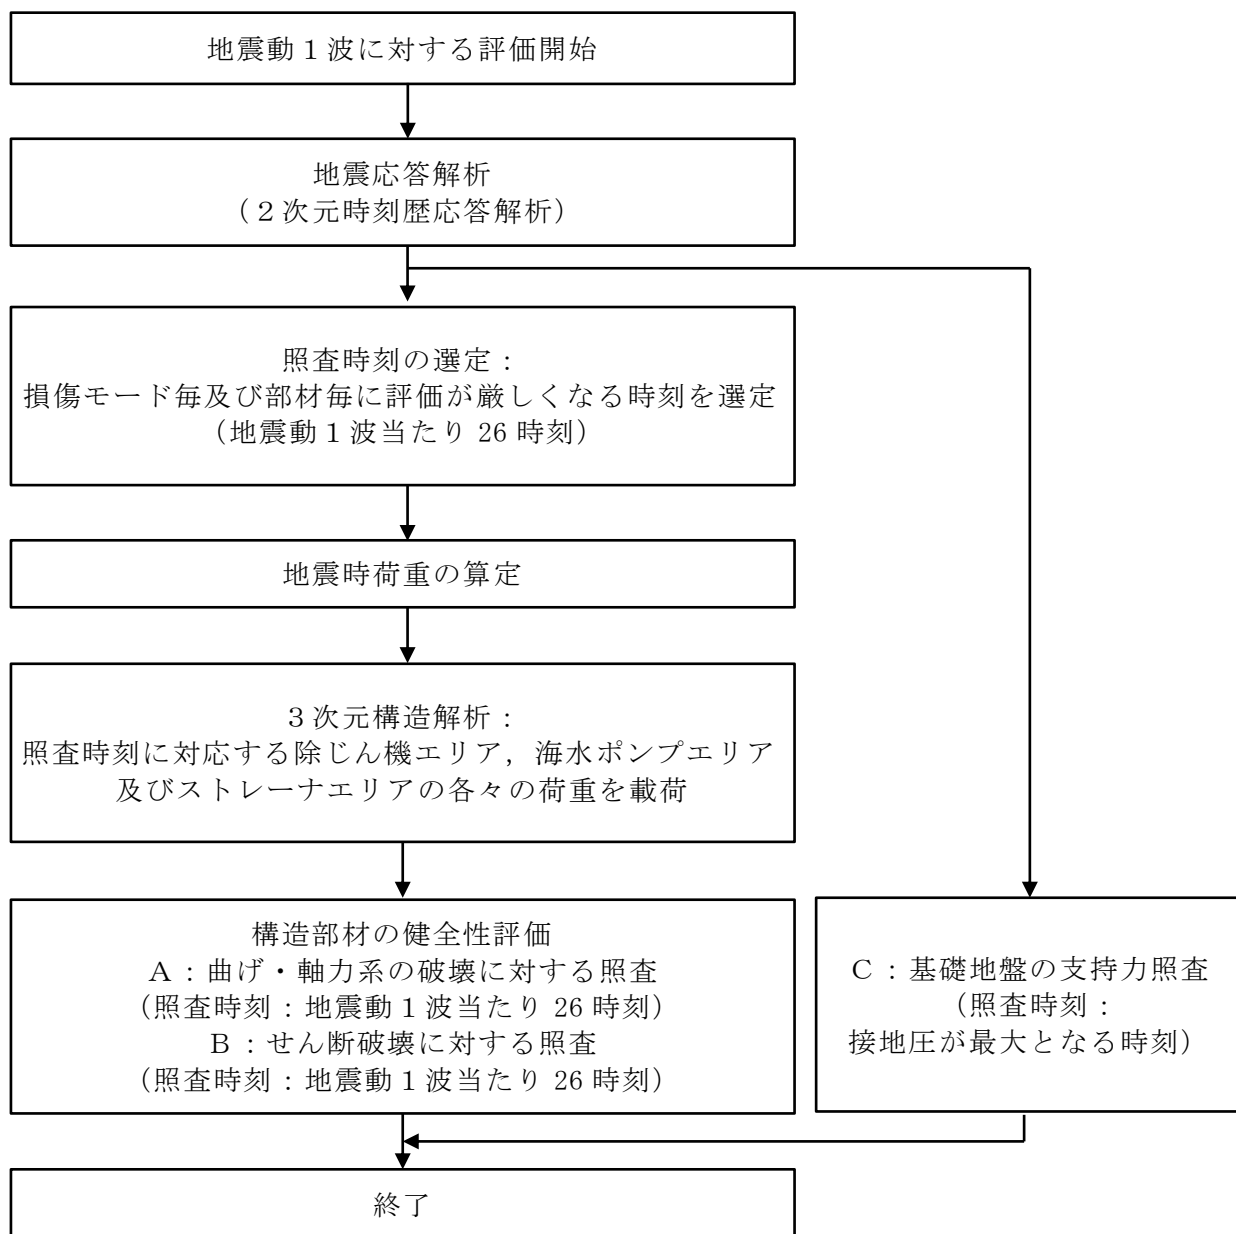 地震動１波に対する評価開始
地震応答解析
（２次元時刻歴応答解析）
照査時刻の選定：
損傷モード毎及び部材毎に評価が厳しくなる時刻を選定
（地震動１波当たり 26 時刻）
地震時荷重の算定
３次元構造解析：
照査時刻に対応する除じん機エリア，海水ポンプエリア
及びストレーナエリアの各々の荷重を載荷
構造部材の健全性評価
Ａ：曲げ・軸力系の破壊に対する照査
（照査時刻：地震動１波当たり 26 時刻）
Ｂ：せん断破壊に対する照査
（照査時刻：地震動１波当たり 26 時刻）
Ｃ：基礎地盤の支持力照査
（照査時刻：
接地圧が最大となる時刻）
終了